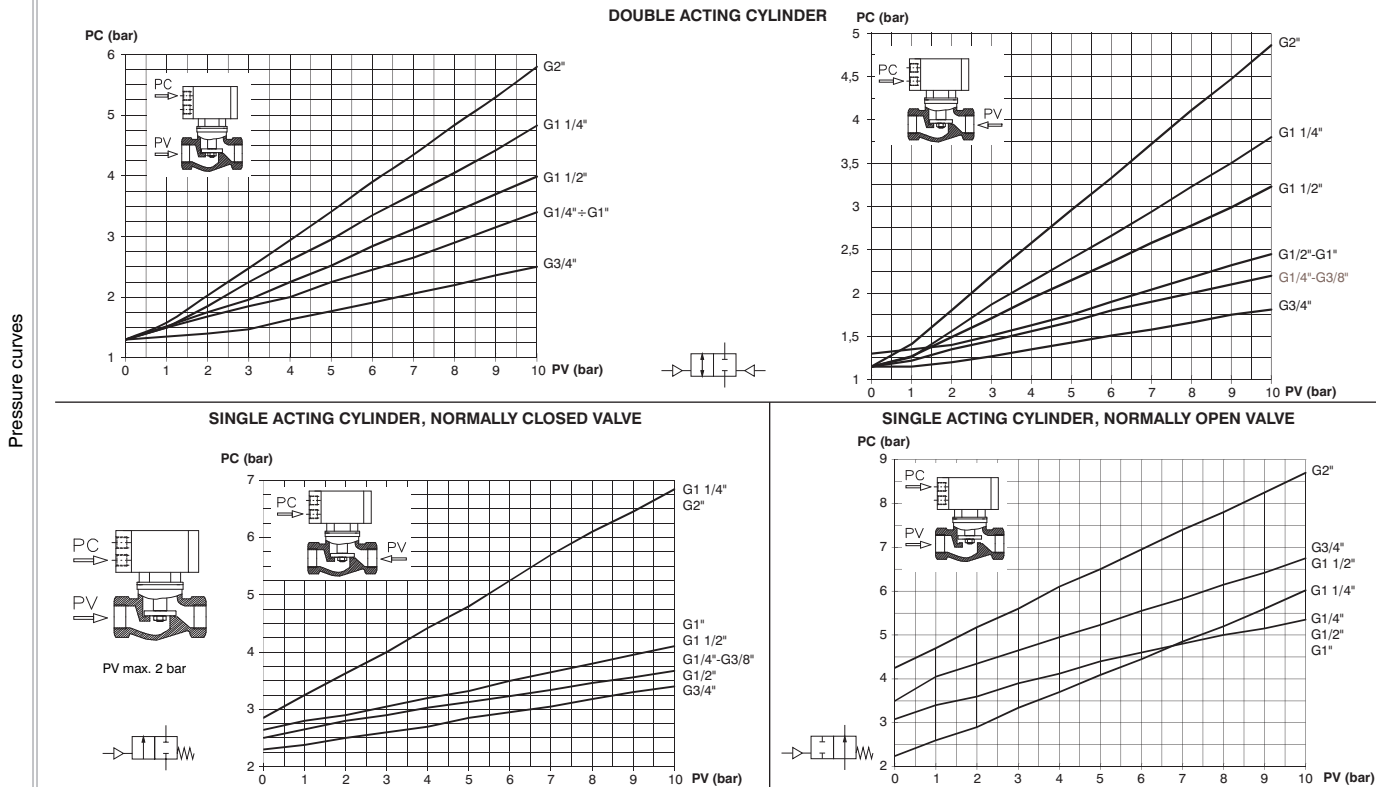 Pressure curves
DOUBLE ACTING CYLINDER
PC (bar)
6
5
4
3
2
1
PC
PV
G2"
G1 1/4"
G1 1/2"
G1/4"÷G1"
G3/4"
0 1 2 3 4 5 6 7 8 9 10 PV (bar)
PC (bar)
5
4,5
4
3,5
3
2,5
2
1,5
1
PC
PV
G2"
G1 1/4"
G1 1/2"
G1/2"-G1"
G1/4"-G3/8"
G3/4"
0 1 2 3 4 5 6 7 8 9 10 PV (bar)
SINGLE ACTING CYLINDER, NORMALLY CLOSED VALVE
PC
PV
PV max. 2 bar
PC (bar)
7
6
5
4
3
2
PC
PV
G1 1/4"
G2"
G1"
G1 1/2"
G1/4"-G3/8"
G1/2"
G3/4"
0 1 2 3 4 5 6 7 8 9 10 PV (bar)
SINGLE ACTING CYLINDER, NORMALLY OPEN VALVE
PC (bar)
9
8
7
6
5
4
3
2
PC
PV
G2"
G3/4"
G1 1/2"
G1 1/4"
G1/4"
G1/2"
G1"
0 1 2 3 4 5 6 7 8 9 10 PV (bar)